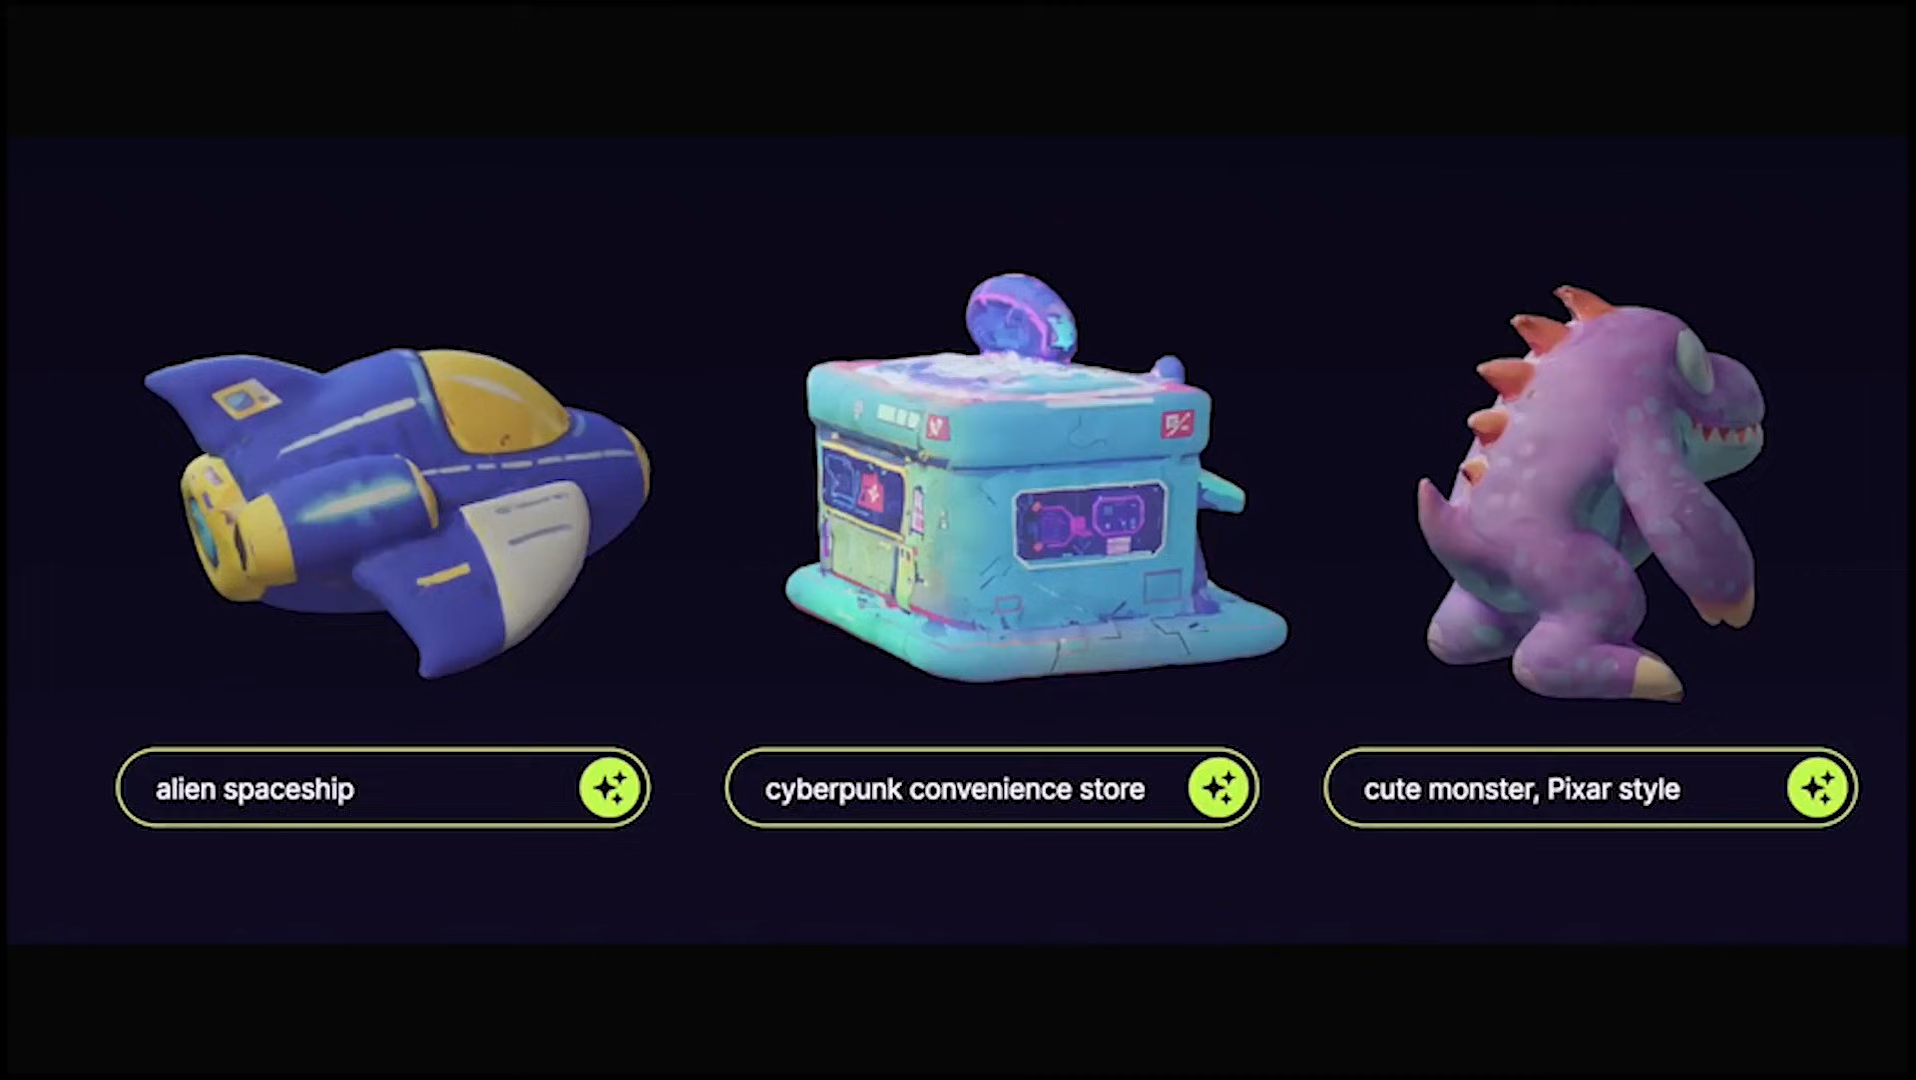 alien spaceship
cyberpunk convenience store
cute monster, Pixar style